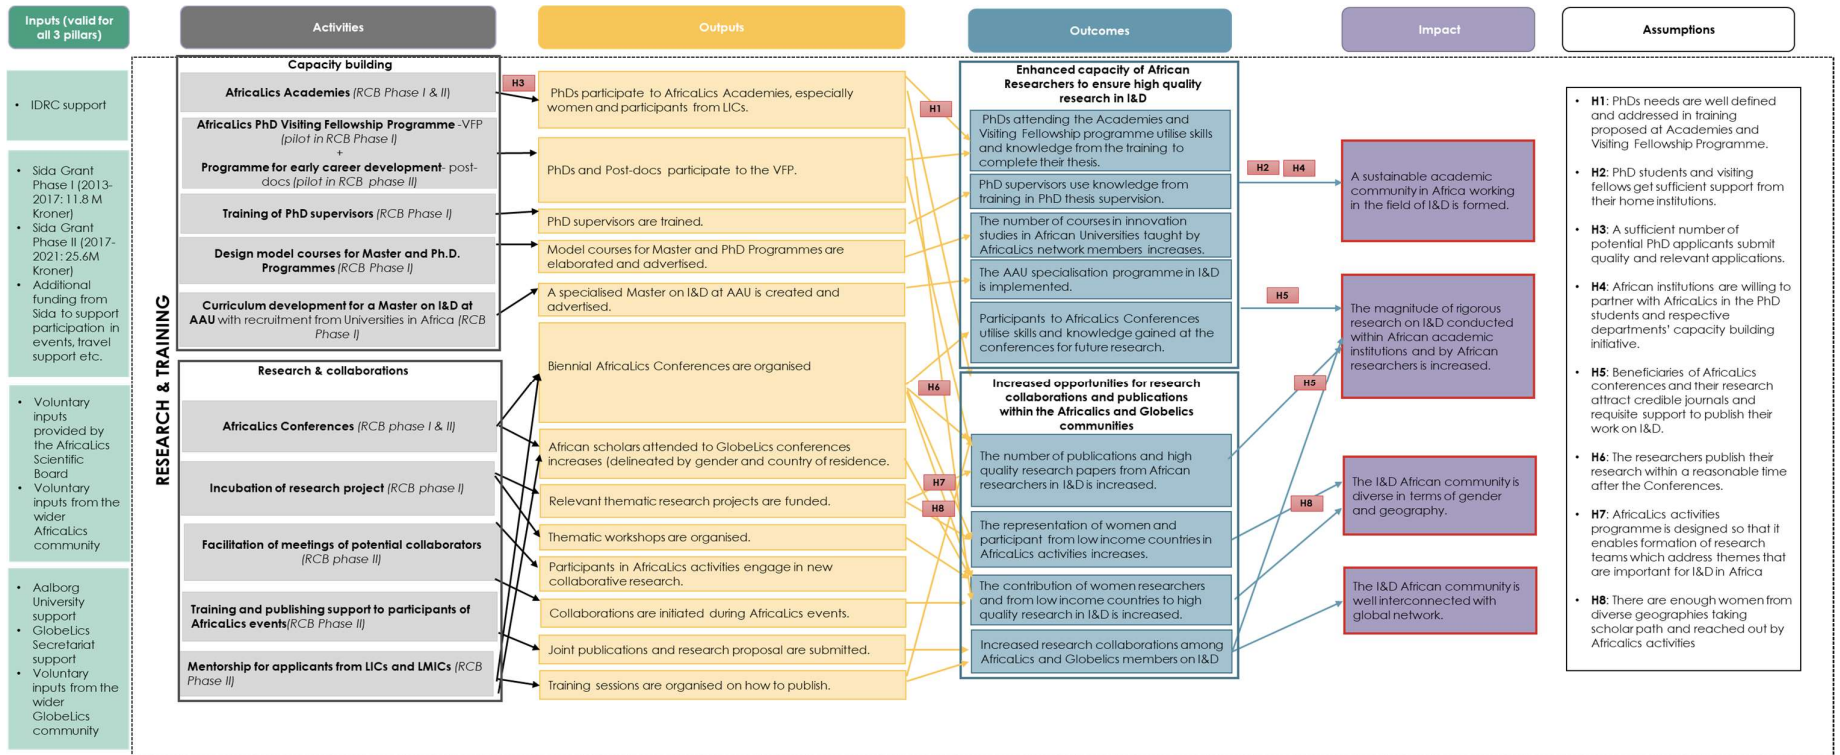 Inputs (valid for
all 3 pillars)
Activities
Outputs
Outcomes
Impact
Assumptions
• IDRC support
• Sida Grant
Phase I (2013-
2017: 11.8 M
Kroner)
• Sida Grant
Phase II (2017-
2021: 25.6M
Kroner)
• Additional
funding from
Sida to support
participation in
events, travel
support etc.
• Voluntary
inputs
provided by
the AfricaLics
Scientific
Board
• Voluntary
inputs from the
wider
AfricaLics
community
• Aalborg
University
support
• GlobeLics
Secretariat
support
• Voluntary
inputs from the
wider
GlobeLics
community
RESEARCH & TRAINING
Capacity building
AfricaLics Academies (RCB Phase I & II)
AfricaLics PhD Visiting Fellowship Programme -VFP
(pilot in RCB Phase I)
+
Programme for early career development- post-
docs (pilot in RCB phase II)
Training of PhD supervisors (RCB Phase I)
Design model courses for Master and Ph.D.
Programmes (RCB Phase I)
Curriculum development for a Master on I&D at
AAU with recruitment from Universities in Africa (RCB
Phase I)
Research & collaborations
AfricaLics Conferences (RCB phase I & II)
Incubation of research project (RCB phase I)
Facilitation of meetings of potential collaborators
(RCB phase II)
Training and publishing support to participants of
AfricaLics events(RCB Phase II)
Mentorship for applicants from LICs and LMICs (RCB
Phase II)
H3
PhDs participate to AfricaLics Academies, especially
women and participants from LICs.
PhDs and Post-docs participate to the VFP.
PhD supervisors are trained.
Model courses for Master and PhD Programmes are
elaborated and advertised.
A specialised Master on I&D at AAU is created and
advertised.
Biennial AfricaLics Conferences are organised
African scholars attended to GlobeLics conferences
increases (delineated by gender and country of residence.
Relevant thematic research projects are funded.
Thematic workshops are organised.
Participants in AfricaLics activities engage in new
collaborative research.
Collaborations are initiated during AfricaLics events.
Joint publications and research proposal are submitted.
Training sessions are organised on how to publish.
H1
H6
H7
H8
Enhanced capacity of African
Researchers to ensure high quality
research in I&D
PhDs attending the Academies and
Visiting Fellowship programme utilise skills
and knowledge from the training to
complete their thesis.
PhD supervisors use knowledge from
training in PhD thesis supervision.
The number of courses in innovation
studies in African Universities taught by
AfricaLics network members increases.
The AAU specialisation programme in I&D
is implemented.
Participants to AfricaLics Conferences
utilise skills and knowledge gained at the
conferences for future research.
Increased opportunities for research
collaborations and publications
within the Africalics and Globelics
communities
The number of publications and high
quality research papers from African
researchers in I&D is increased.
The representation of women and
participant from low income countries in
AfricaLics activities increases.
The contribution of women researchers
and from low income countries to high
quality research in I&D is increased.
Increased research collaborations among
AfricaLics and Globelics members on I&D
H2
H4
H5
H5
H8
A sustainable academic
community in Africa working
in the field of I&D is formed.
The magnitude of rigorous
research on I&D conducted
within African academic
institutions and by African
researchers is increased.
The I&D African community is
diverse in terms of gender
and geography.
The I&D African community is
well interconnected with
global network.
• H1: PhDs needs are well defined
and addressed in training
proposed at Academies and
Visiting Fellowship Programme.
• H2: PhD students and visiting
fellows get sufficient support from
their home institutions.
• H3: A sufficient number of
potential PhD applicants submit
quality and relevant applications.
• H4: African institutions are willing to
partner with AfricaLics in the PhD
students and respective
departments' capacity building
initiative.
• H5: Beneficiaries of AfricaLics
conferences and their research
attract credible journals and
requisite support to publish their
work on I&D.
• H6: The researchers publish their
research within a reasonable time
after the Conferences.
• H7: AfricaLics activities
programme is designed so that it
enables formation of research
teams which address themes that
are important for I&D in Africa
• H8: There are enough women from
diverse geographies taking
scholar path and reached out by
Africalics activities